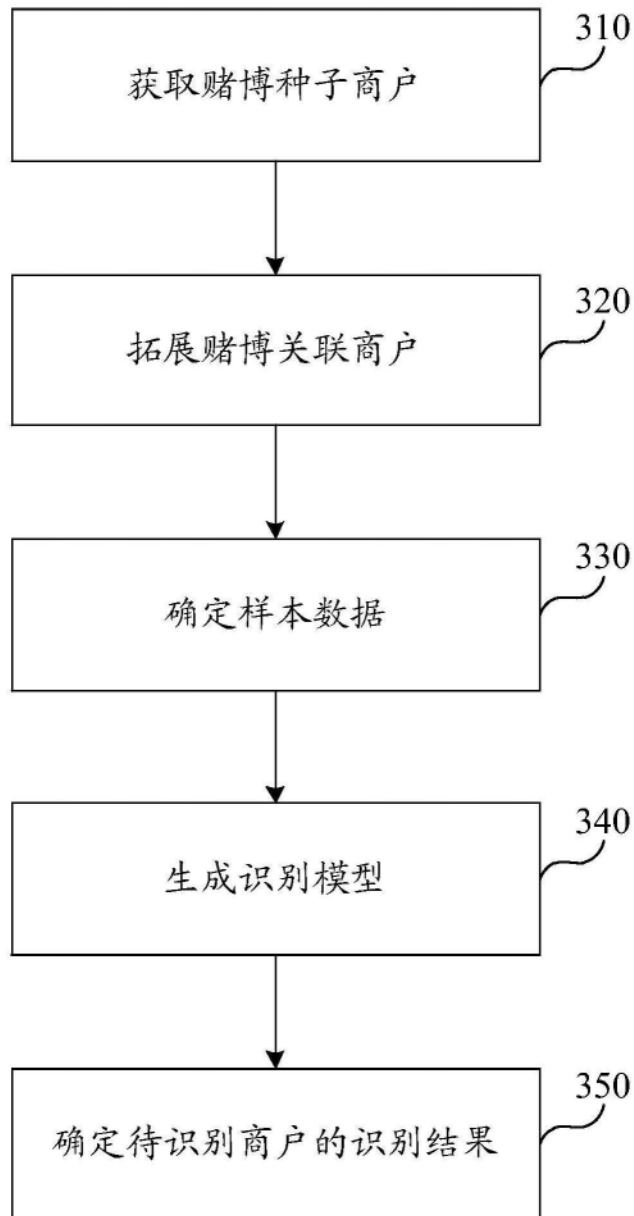 310
获取赌博种子商户
320
拓展赌博关联商户
330
确定样本数据
340
生成识别模型
350
确定待识别商户的识别结果